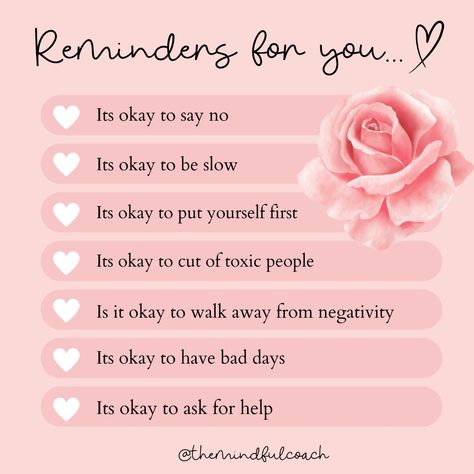 Reminders for you...
Its okay to say no
Its okay to be slow
Its okay to put yourself first
Its okay to cut of toxic people
Is it okay to walk away from negativity
Its okay to have bad days
Its okay to ask for help
@themindfulcoach